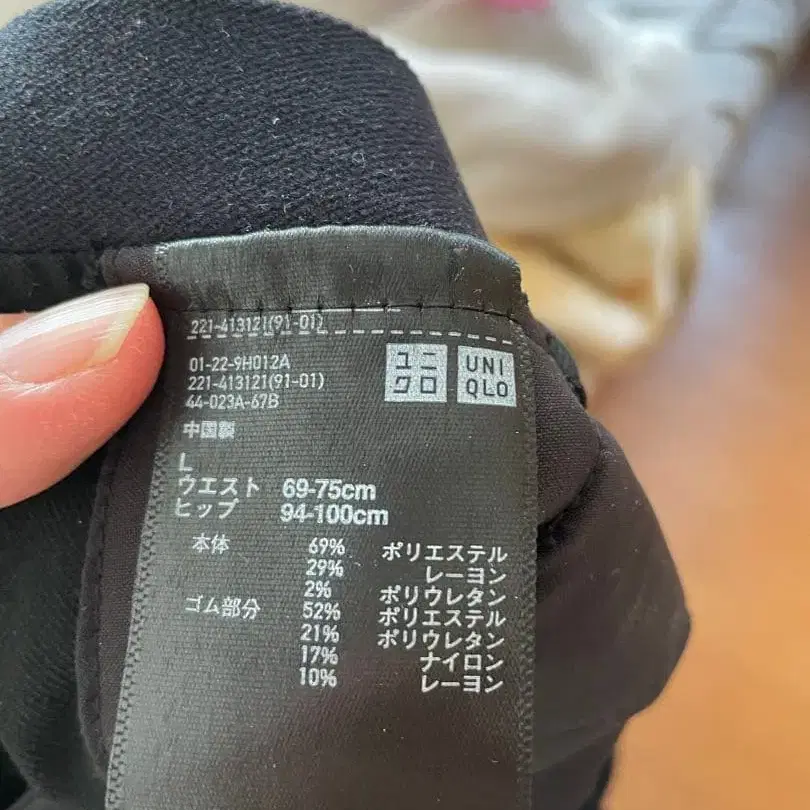 221-413121(91-01)
01-22-9H012A
221-413121(91-01)
44-023A-67B
ユニ
クロ
UNI
QLO
中国製
L
ウエスト 69-75cm
ヒップ 94-100cm
本体 69% ポリエステル
29% レーヨン
2% ポリウレタン
ゴム部分 52% ポリエステル
21% ポリウレタン
17% ナイロン
10% レーヨン